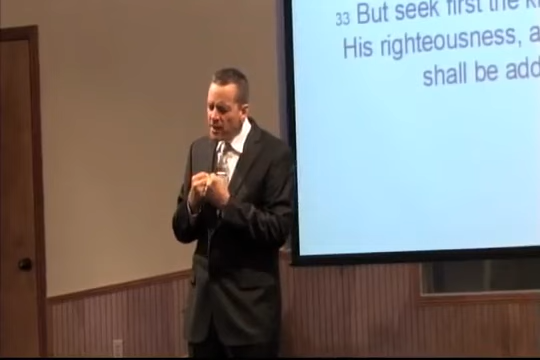 33 But seek first the
His righteousness,
shall be add